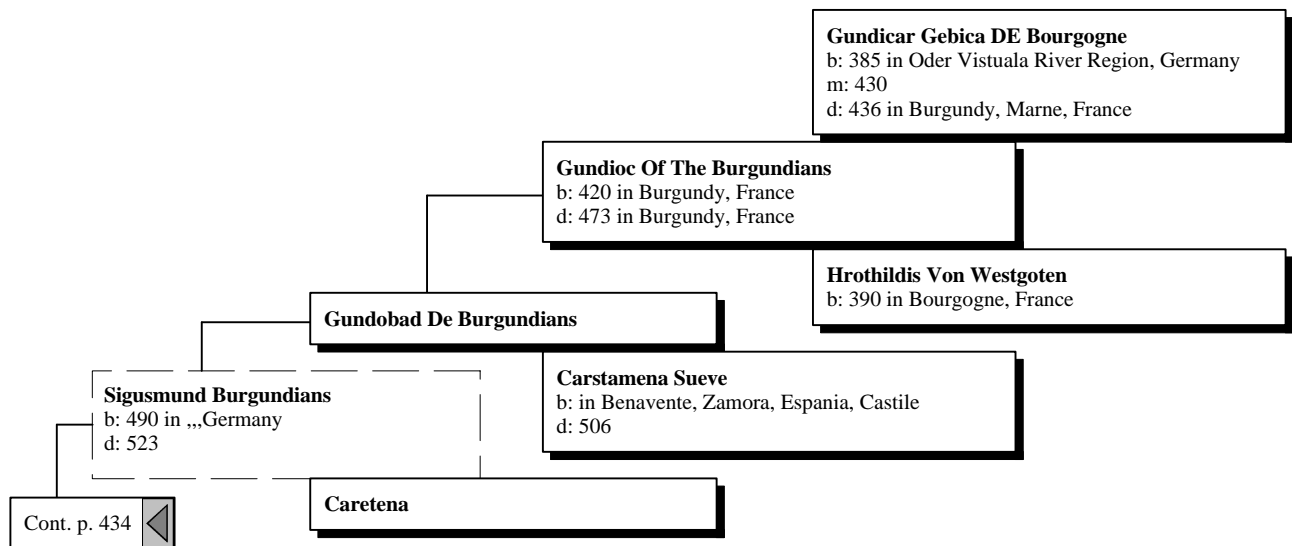 Gundicar Gebica DE Bourgogne
b: 385 in Oder Vistuala River Region, Germany
m: 430
d: 436 in Burgundy, Marne, France
Gundioc Of The Burgundians
b: 420 in Burgundy, France
d: 473 in Burgundy, France
Hrothildis Von Westgoten
b: 390 in Bourgogne, France
Gundobad De Burgundians
Carstamena Sueve
b: in Benavente, Zamora, Espania, Castile
d: 506
Sigusmund Burgundians
b: 490 in ,,,Germany
d: 523
Caretena
Cont. p. 434